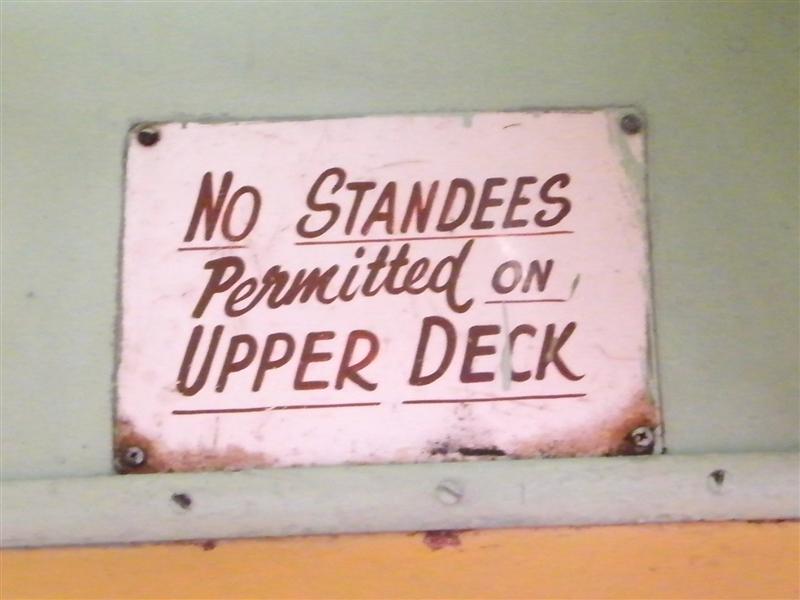 No STANDEES
Permitted ON
UPPER DECK